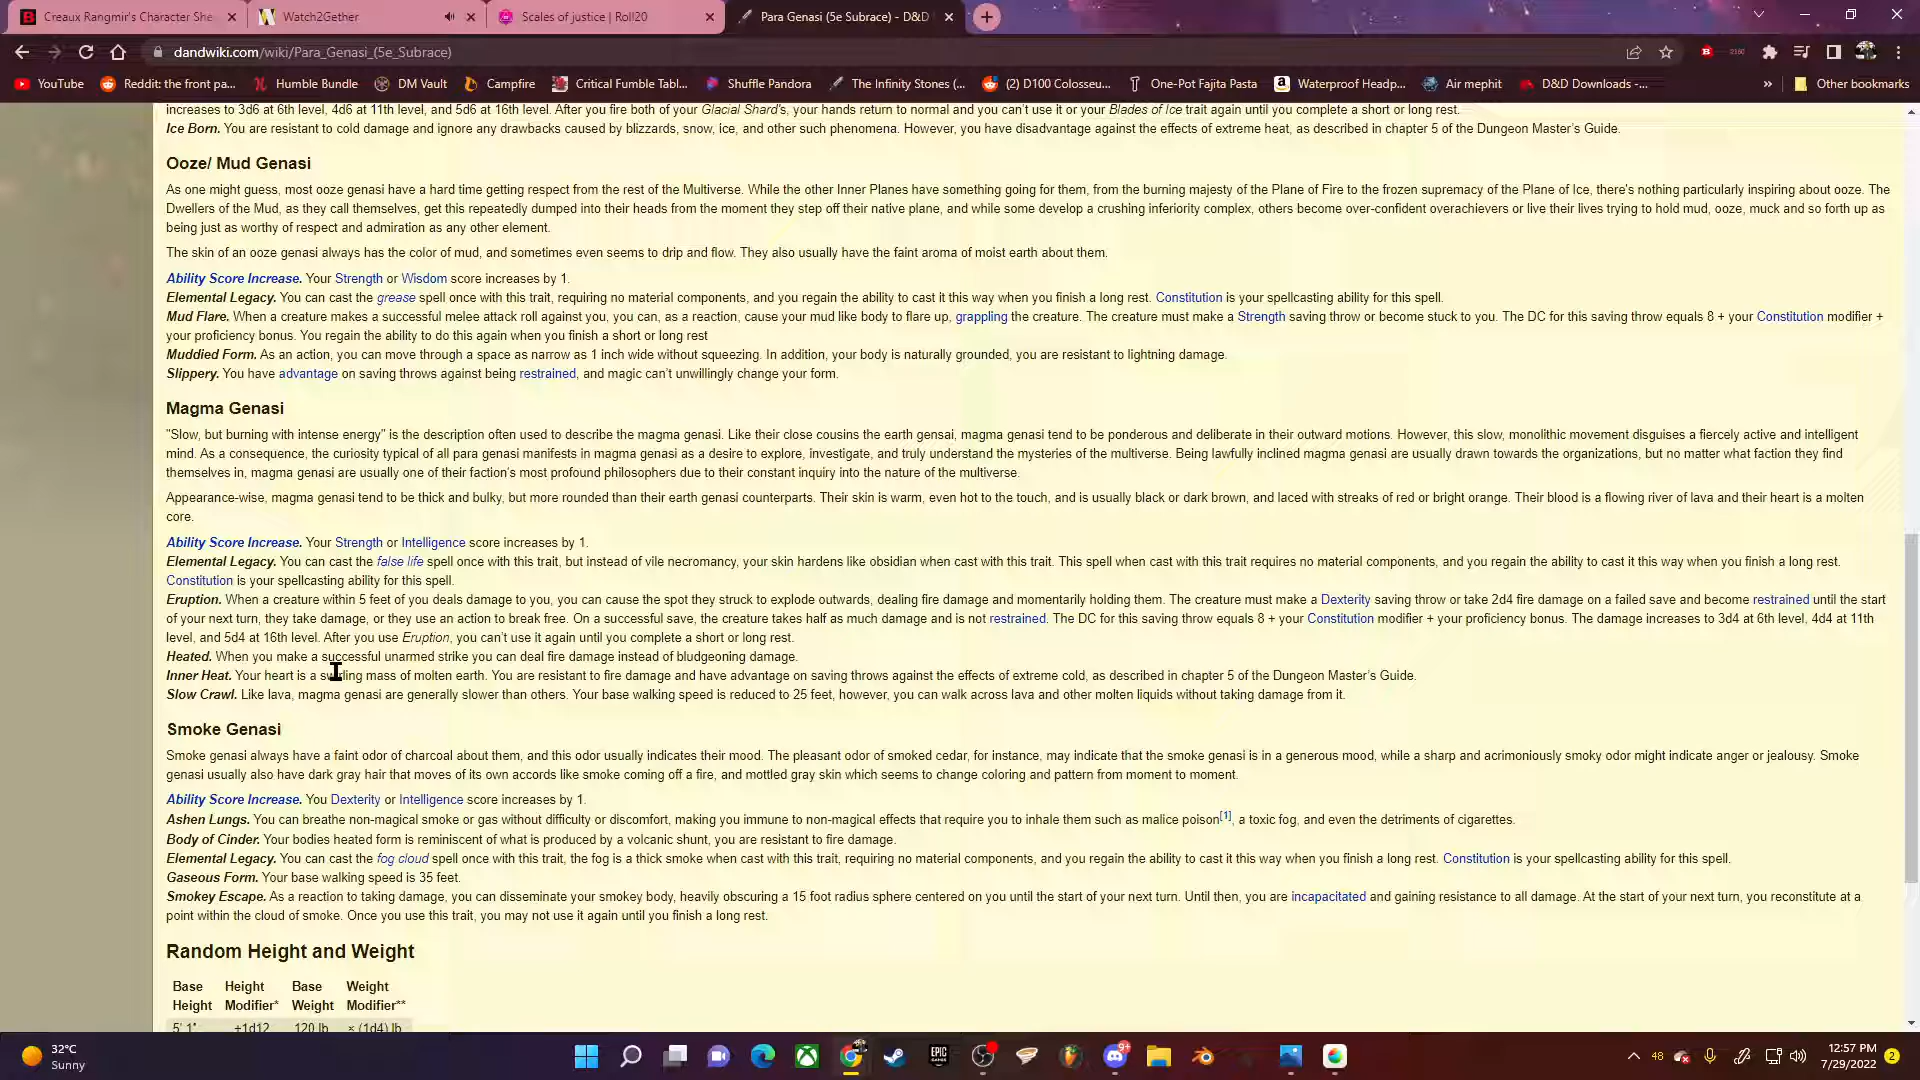 Creaux Rangmir's Character She
Watch2Gether
Scales of justice | Roll20
Para Genasi (5e Subrace) - D&D
dandwiki.com/wiki/Para_Genasi_(5e_Subrace)
YouTube
Reddit: the front pa...
Humble Bundle
DM Vault
Campfire
Critical Fumble Tabl...
Shuffle Pandora
The Infinity Stones (...
(2) D100 Colosseu...
One-Pot Fajita Pasta
Waterproof Headp...
Air mephit
D&D Downloads -...
»
Other bookmarks
increases to 3d6 at 6th level, 4d6 at 11th level, and 5d6 at 16th level. After you fire both of your Glacial Shard's, your hands return to normal and you can't use it or your Blades of Ice trait again until you complete a short or long rest.
Ice Born. You are resistant to cold damage and ignore any drawbacks caused by blizzards, snow, ice, and other such phenomena. However, you have disadvantage against the effects of extreme heat, as described in chapter 5 of the Dungeon Master's Guide.
Ooze/ Mud Genasi
As one might guess, most ooze genasi have a hard time getting respect from the rest of the Multiverse. While the other Inner Planes have something going for them, from the burning majesty of the Plane of Fire to the frozen supremacy of the Plane of Ice, there's nothing particularly inspiring about ooze. The
Dwellers of the Mud, as they call themselves, get this repeatedly dumped into their heads from the moment they step off their native plane, and while some develop a crushing inferiority complex, others become over-confident overachievers or live their lives trying to hold mud, ooze, muck and so forth up as
being just as worthy of respect and admiration as any other element.
The skin of an ooze genasi always has the color of mud, and sometimes even seems to drip and flow. They also usually have the faint aroma of moist earth about them.
Ability Score Increase. Your Strength or Wisdom score increases by 1.
Elemental Legacy. You can cast the grease spell once with this trait, requiring no material components, and you regain the ability to cast it this way when you finish a long rest. Constitution is your spellcasting ability for this spell.
Mud Flare. When a creature makes a successful melee attack roll against you, you can, as a reaction, cause your mud like body to flare up, grappling the creature. The creature must make a Strength saving throw or become stuck to you. The DC for this saving throw equals 8 + your Constitution modifier +
your proficiency bonus. You regain the ability to do this again when you finish a short or long rest
Muddied Form. As an action, you can move through a space as narrow as 1 inch wide without squeezing. In addition, your body is naturally grounded, you are resistant to lightning damage.
Slippery. You have advantage on saving throws against being restrained, and magic can't unwillingly change your form.
Magma Genasi
"Slow, but burning with intense energy" is the description often used to describe the magma genasi. Like their close cousins the earth gensai, magma genasi tend to be ponderous and deliberate in their outward motions. However, this slow, monolithic movement disguises a fiercely active and intelligent
mind. As a consequence, the curiosity typical of all para genasi manifests in magma genasi as a desire to explore, investigate, and truly understand the mysteries of the multiverse. Being lawfully inclined magma genasi are usually drawn towards the organizations, but no matter what faction they find
themselves in, magma genasi are usually one of their faction's most profound philosophers due to their constant inquiry into the nature of the multiverse.
Appearance-wise, magma genasi tend to be thick and bulky, but more rounded than their earth genasi counterparts. Their skin is warm, even hot to the touch, and is usually black or dark brown, and laced with streaks of red or bright orange. Their blood is a flowing river of lava and their heart is a molten
core.
Ability Score Increase. Your Strength or Intelligence score increases by 1.
Elemental Legacy. You can cast the false life spell once with this trait, but instead of vile necromancy, your skin hardens like obsidian when cast with this trait. This spell when cast with this trait requires no material components, and you regain the ability to cast it this way when you finish a long rest.
Constitution is your spellcasting ability for this spell.
Eruption. When a creature within 5 feet of you deals damage to you, you can cause the spot they struck to explode outwards, dealing fire damage and momentarily holding them. The creature must make a Dexterity saving throw or take 2d4 fire damage on a failed save and become restrained until the start
of your next turn, they take damage, or they use an action to break free. On a successful save, the creature takes half as much damage and is not restrained. The DC for this saving throw equals 8 + your Constitution modifier + your proficiency bonus. The damage increases to 3d4 at 6th level, 4d4 at 11th
level, and 5d4 at 16th level. After you use Eruption, you can't use it again until you complete a short or long rest.
Heated. When you make a successful unarmed strike you can deal fire damage instead of bludgeoning damage.
Inner Heat. Your heart is a swirling mass of molten earth. You are resistant to fire damage and have advantage on saving throws against the effects of extreme cold, as described in chapter 5 of the Dungeon Master's Guide.
Slow Crawl. Like lava, magma genasi are generally slower than others. Your base walking speed is reduced to 25 feet, however, you can walk across lava and other molten liquids without taking damage from it.
Smoke Genasi
Smoke genasi always have a faint odor of charcoal about them, and this odor usually indicates their mood. The pleasant odor of smoked cedar, for instance, may indicate that the smoke genasi is in a generous mood, while a sharp and acrimoniously smoky odor might indicate anger or jealousy. Smoke
genasi usually also have dark gray hair that moves of its own accords like smoke coming off a fire, and mottled gray skin which seems to change coloring and pattern from moment to moment.
Ability Score Increase. You Dexterity or Intelligence score increases by 1.
Ashen Lungs. You can breathe non-magical smoke or gas without difficulty or discomfort, making you immune to non-magical effects that require you to inhale them such as malice poison[1], a toxic fog, and even the detriments of cigarettes.
Body of Cinder. Your bodies heated form is reminiscent of what is produced by a volcanic shunt, you are resistant to fire damage.
Elemental Legacy. You can cast the fog cloud spell once with this trait, the fog is a thick smoke when cast with this trait, requiring no material components, and you regain the ability to cast it this way when you finish a long rest. Constitution is your spellcasting ability for this spell.
Gaseous Form. Your base walking speed is 35 feet.
Smokey Escape. As a reaction to taking damage, you can disseminate your smokey body, heavily obscuring a 15 foot radius sphere centered on you until the start of your next turn. Until then, you are incapacitated and gaining resistance to all damage. At the start of your next turn, you reconstitute at a
point within the cloud of smoke. Once you use this trait, you may not use it again until you finish a long rest.
Random Height and Weight
Base Height Base Weight
Height Modifier* Weight Modifier**
5' 1" +1d12 120 lb. × (1d4) lb.
32°C
Sunny
EPIC
9+
48
12:57 PM
7/29/2022
2